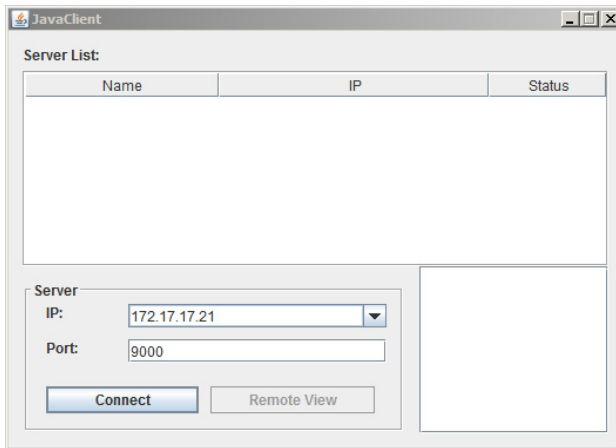 JavaClient
Server List:
Name IP Status
Server
IP: 172.17.17.21
Port: 9000
Connect Remote View